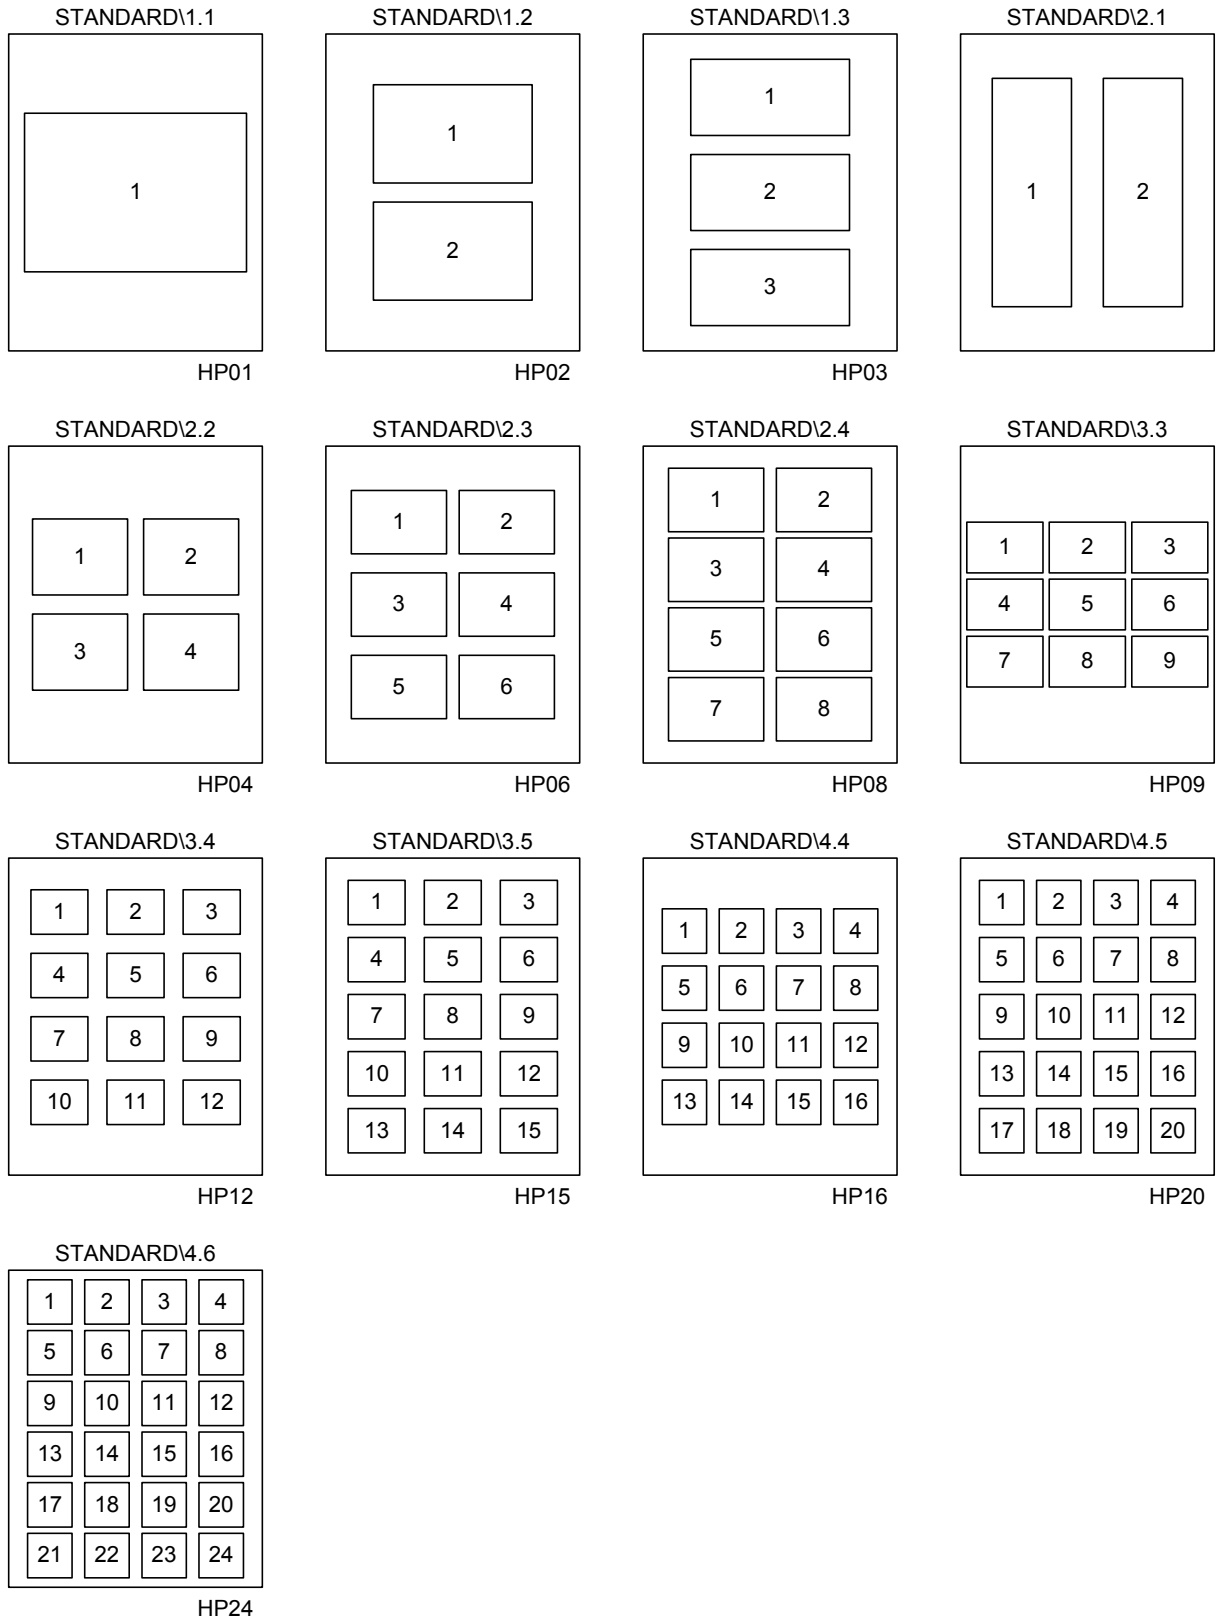 STANDARD\1.1 STANDARD\1.2 STANDARD\1.3 STANDARD\2.1
1
1
2
1
2
3
1 2
HP01 HP02 HP03
STANDARD\2.2 STANDARD\2.3 STANDARD\2.4 STANDARD\3.3
1 2
3 4
1 2
3 4
5 6
1 2
3 4
5 6
7 8
1 2 3
4 5 6
7 8 9
HP04 HP06 HP08 HP09
STANDARD\3.4 STANDARD\3.5 STANDARD\4.4 STANDARD\4.5
1 2 3
4 5 6
7 8 9
10 11 12
1 2 3
4 5 6
7 8 9
10 11 12
13 14 15
1 2 3 4
5 6 7 8
9 10 11 12
13 14 15 16
1 2 3 4
5 6 7 8
9 10 11 12
13 14 15 16
17 18 19 20
HP12 HP15 HP16 HP20
STANDARD\4.6
1 2 3 4
5 6 7 8
9 10 11 12
13 14 15 16
17 18 19 20
21 22 23 24
HP24